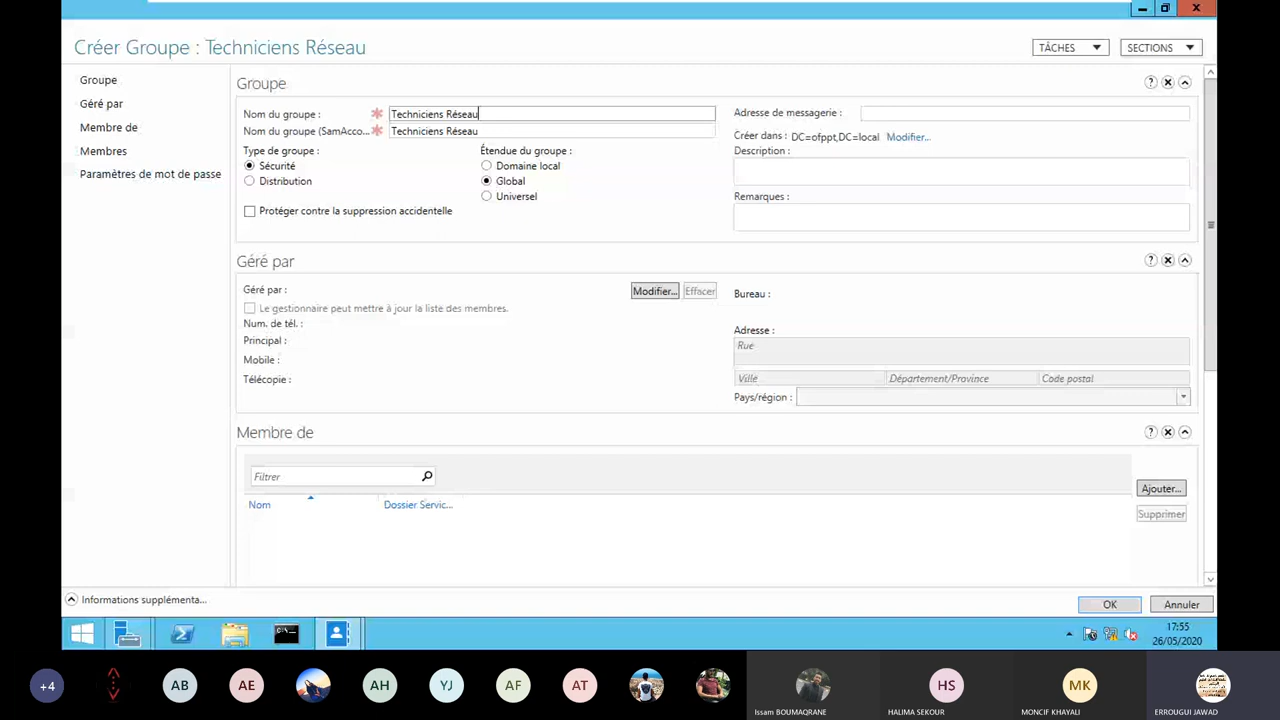 Créer Groupe : Techniciens Réseau
TÂCHES
SECTIONS
Groupe
Géré par
Membre de
Membres
Paramètres de mot de passe
Groupe
Nom du groupe :
Techniciens Réseau
Nom du groupe (SamAcco...
Techniciens Réseau
Type de groupe :
Étendue du groupe :
Sécurité
Domaine local
Distribution
Global
Universel
Protéger contre la suppression accidentelle
Adresse de messagerie :
Créer dans : DC=ofppt,DC=local Modifier...
Description :
Remarques :
Géré par
Géré par :
Modifier...
Effacer
Le gestionnaire peut mettre à jour la liste des membres.
Num. de tél. :
Principal :
Mobile :
Télécopie :
Bureau :
Adresse :
Rue
Ville
Département/Province
Code postal
Pays/région :
Membre de
Filtrer
Nom
Dossier Servic...
Ajouter...
Supprimer
Informations supplémenta...
OK
Annuler
17:55
26/05/2020
+4
AB
AE
AH
YJ
AF
AT
HS
MK
Issam BOUMAQRANE
HALIMA SEKOUR
MONCIF KHAYALI
ERROUGUI JAWAD